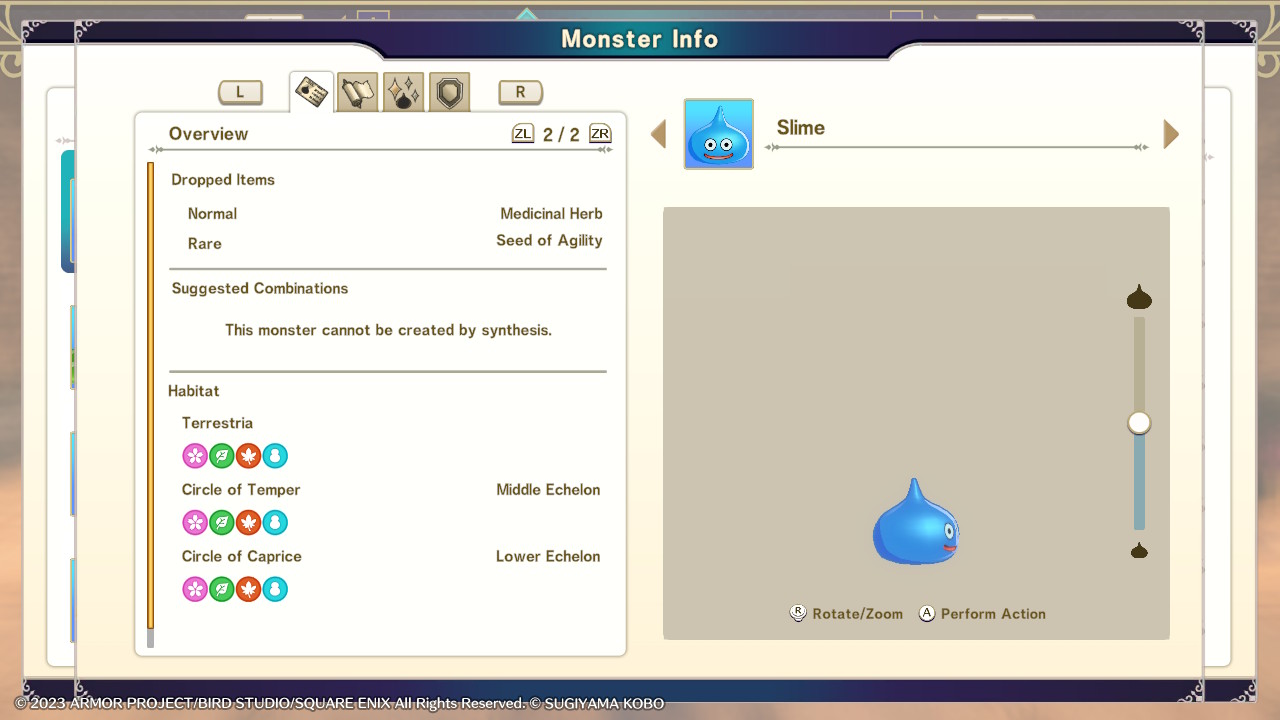 Monster Info
L
R
Overview
ZL 2/2 ZR
Slime
Dropped Items
Normal Medicinal Herb
Rare Seed of Agility
Suggested Combinations
This monster cannot be created by synthesis.
Habitat
Terrestria
Circle of Temper Middle Echelon
Circle of Caprice Lower Echelon
R Rotate/Zoom A Perform Action
© 2023 ARMOR PROJECT/BIRD STUDIO/SQUARE ENIX All Rights Reserved. © SUGIYAMA KOBO